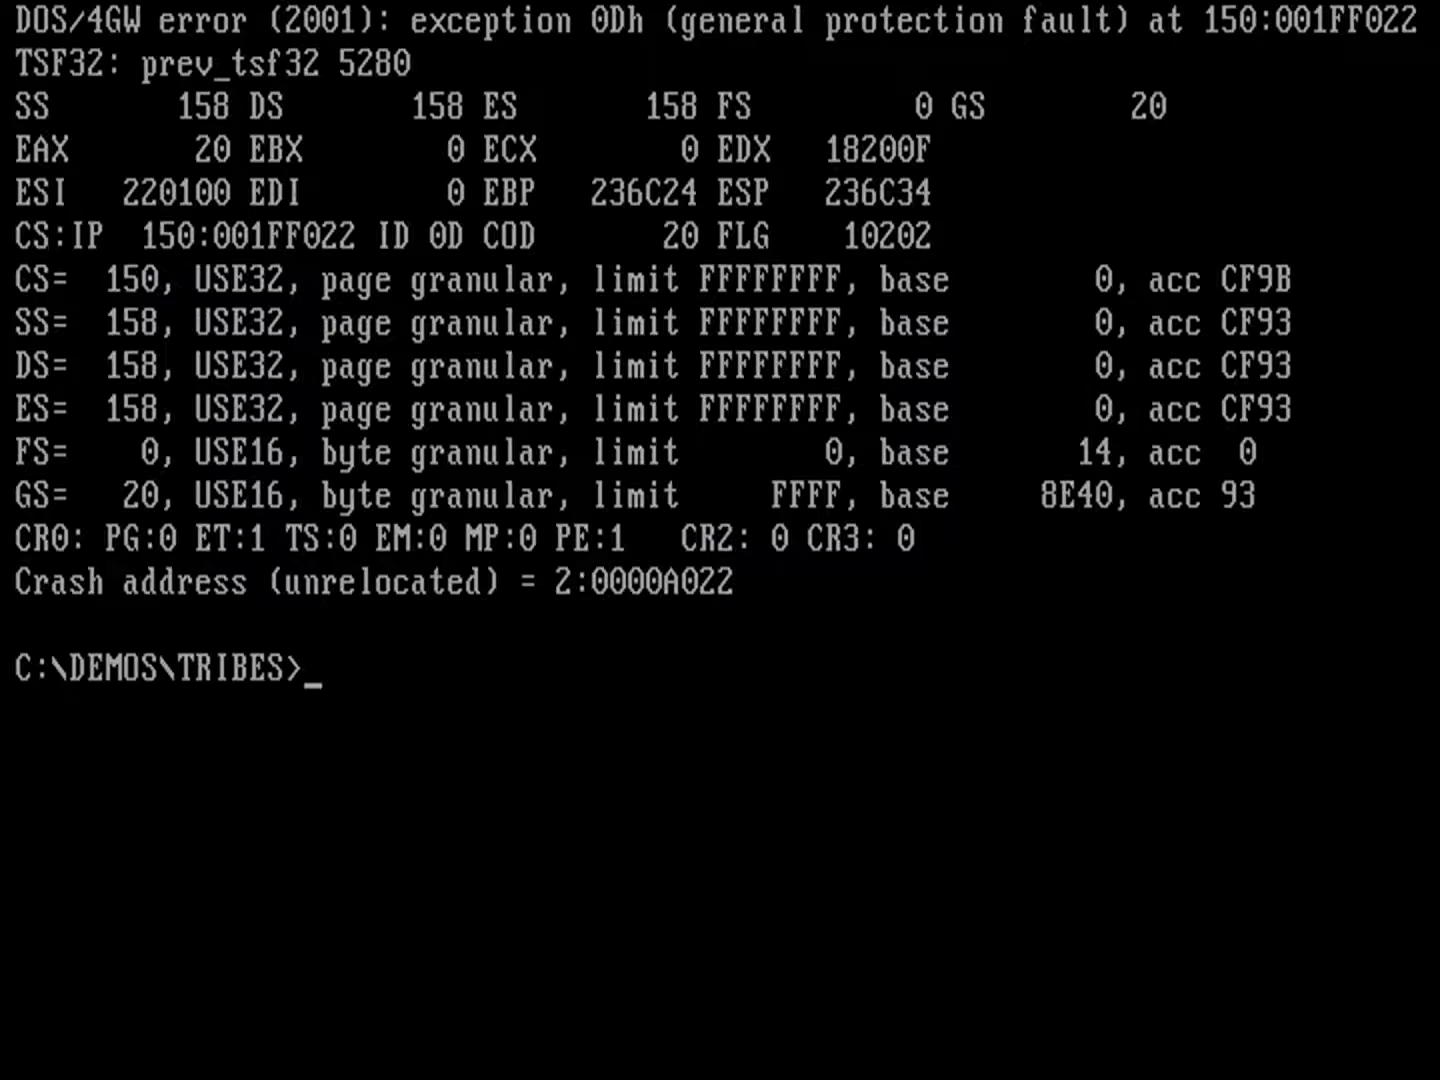 DOS/4GW error (2001): exception 0Dh (general protection fault) at 150:001FF022
TSF32: prev_tsf32 5280
SS 158 DS 158 ES 158 FS 0 GS 20
EAX 20 EBX 0 ECX 0 EDX 18200F
ESI 220100 EDI 0 EBP 236C24 ESP 236C34
CS:IP 150:001FF022 ID 0D COD 20 FLG 10202
CS= 150, USE32, page granular, limit FFFFFFFF, base 0, acc CF9B
SS= 158, USE32, page granular, limit FFFFFFFF, base 0, acc CF93
DS= 158, USE32, page granular, limit FFFFFFFF, base 0, acc CF93
ES= 158, USE32, page granular, limit FFFFFFFF, base 0, acc CF93
FS= 0, USE16, byte granular, limit 0, base 14, acc 0
GS= 20, USE16, byte granular, limit FFFF, base 8E40, acc 93
CR0: PG:0 ET:1 TS:0 EM:0 MP:0 PE:1 CR2: 0 CR3: 0
Crash address (unrelocated) = 2:0000A022
C:\DEMOS\TRIBES>_